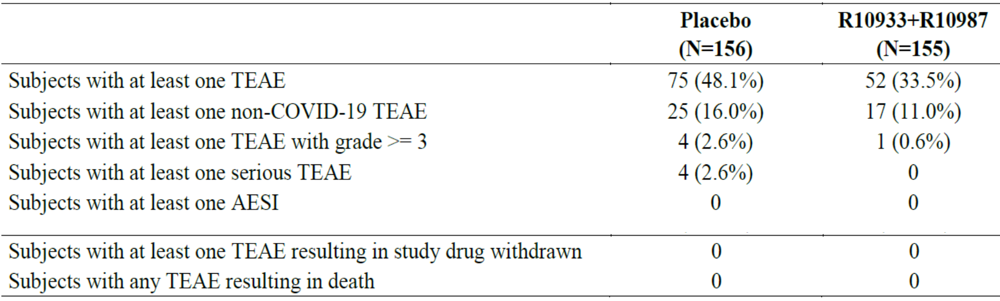 Placebo R10933+R10987
(N=156) (N=155)
Subjects with at least one TEAE 75 (48.1%) 52 (33.5%)
Subjects with at least one non-COVID-19 TEAE 25 (16.0%) 17 (11.0%)
Subjects with at least one TEAE with grade >= 3 4 (2.6%) 1 (0.6%)
Subjects with at least one serious TEAE 4 (2.6%) 0
Subjects with at least one AESI 0 0
Subjects with at least one TEAE resulting in study drug withdrawn 0 0
Subjects with any TEAE resulting in death 0 0